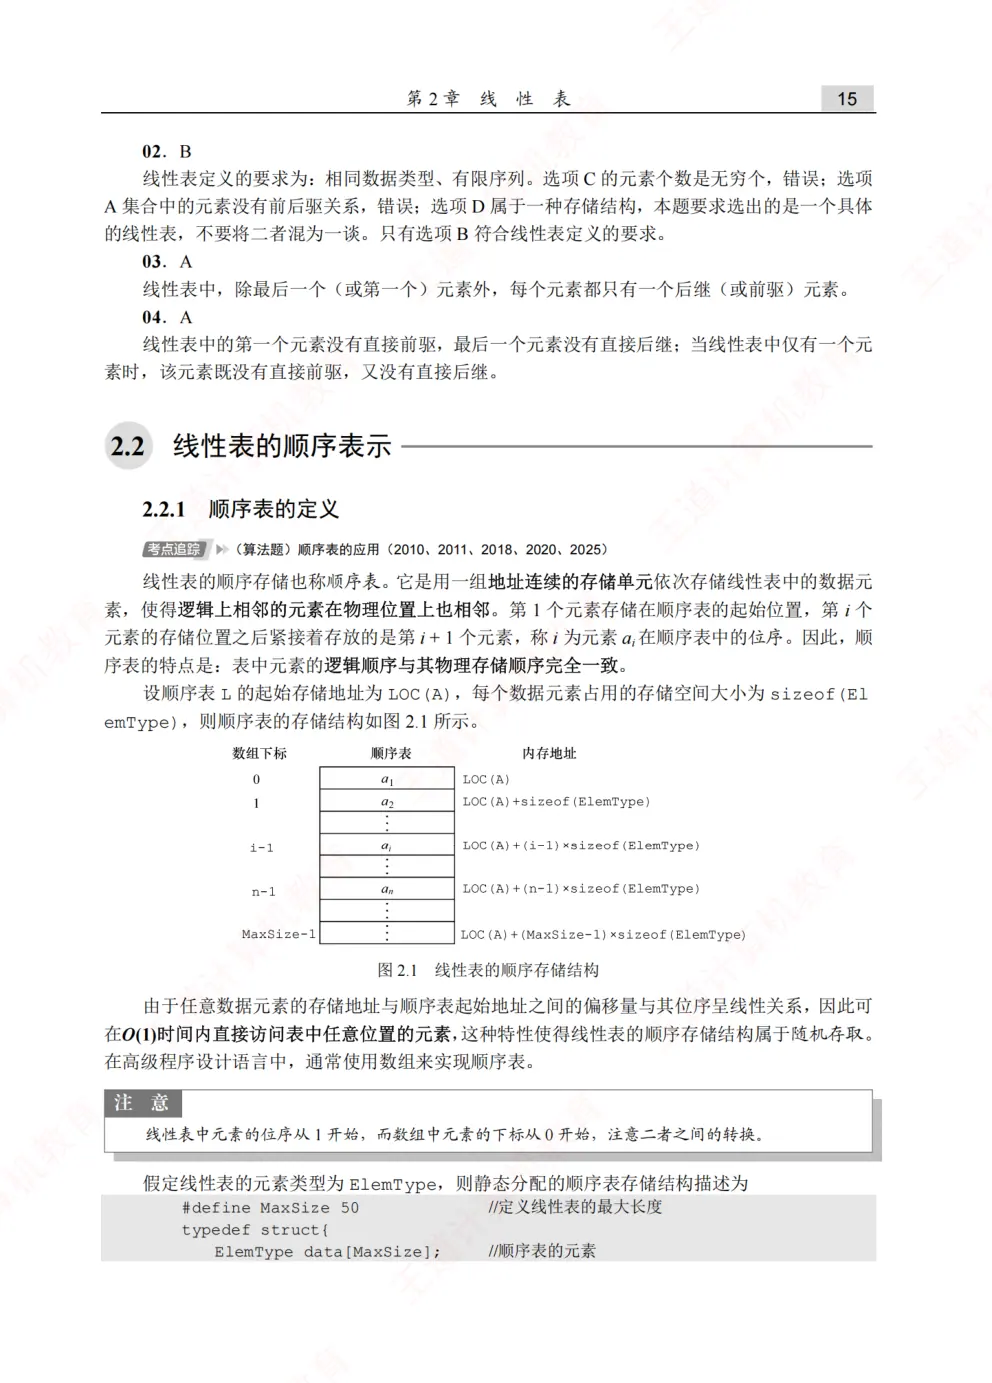 第 2 章　线　性　表
15
02．B
线性表定义的要求为：相同数据类型、有限序列。选项 C 的元素个数是无穷个，错误；选项
A 集合中的元素没有前后驱关系，错误；选项 D 属于一种存储结构，本题要求选出的是一个具体
的线性表，不要将二者混为一谈。只有选项 B 符合线性表定义的要求。
03．A
线性表中，除最后一个（或第一个）元素外，每个元素都只有一个后继（或前驱）元素。
04．A
线性表中的第一个元素没有直接前驱，最后一个元素没有直接后继；当线性表中仅有一个元
素时，该元素既没有直接前驱，又没有直接后继。
2.2　线性表的顺序表示
2.2.1　顺序表的定义
考点追踪 （算法题）顺序表的应用（2010、2011、2018、2020、2025）
线性表的顺序存储也称顺序表。它是用一组地址连续的存储单元依次存储线性表中的数据元
素，使得逻辑上相邻的元素在物理位置上也相邻。第 1 个元素存储在顺序表的起始位置，第 i 个
元素的存储位置之后紧接着存放的是第 i + 1 个元素，称 i 为元素 ai 在顺序表中的位序。因此，顺
序表的特点是：表中元素的逻辑顺序与其物理存储顺序完全一致。
设顺序表 L 的起始存储地址为 LOC(A)，每个数据元素占用的存储空间大小为 sizeof(El
emType)，则顺序表的存储结构如图 2.1 所示。
数组下标　顺序表　内存地址
0　a1　LOC(A)
1　a2　LOC(A)+sizeof(ElemType)
⋮
i-1　ai　LOC(A)+(i-1)×sizeof(ElemType)
⋮
n-1　an　LOC(A)+(n-1)×sizeof(ElemType)
⋮
MaxSize-1　⋮　LOC(A)+(MaxSize-1)×sizeof(ElemType)
图 2.1　线性表的顺序存储结构
由于任意数据元素的存储地址与顺序表起始地址之间的偏移量与其位序呈线性关系，因此可
在O(1)时间内直接访问表中任意位置的元素，这种特性使得线性表的顺序存储结构属于随机存取。
在高级程序设计语言中，通常使用数组来实现顺序表。
注　意
线性表中元素的位序从 1 开始，而数组中元素的下标从 0 开始，注意二者之间的转换。
假定线性表的元素类型为 ElemType，则静态分配的顺序表存储结构描述为
#define MaxSize 50　//定义线性表的最大长度
typedef struct{
ElemType data[MaxSize];　//顺序表的元素
王道计算机教育